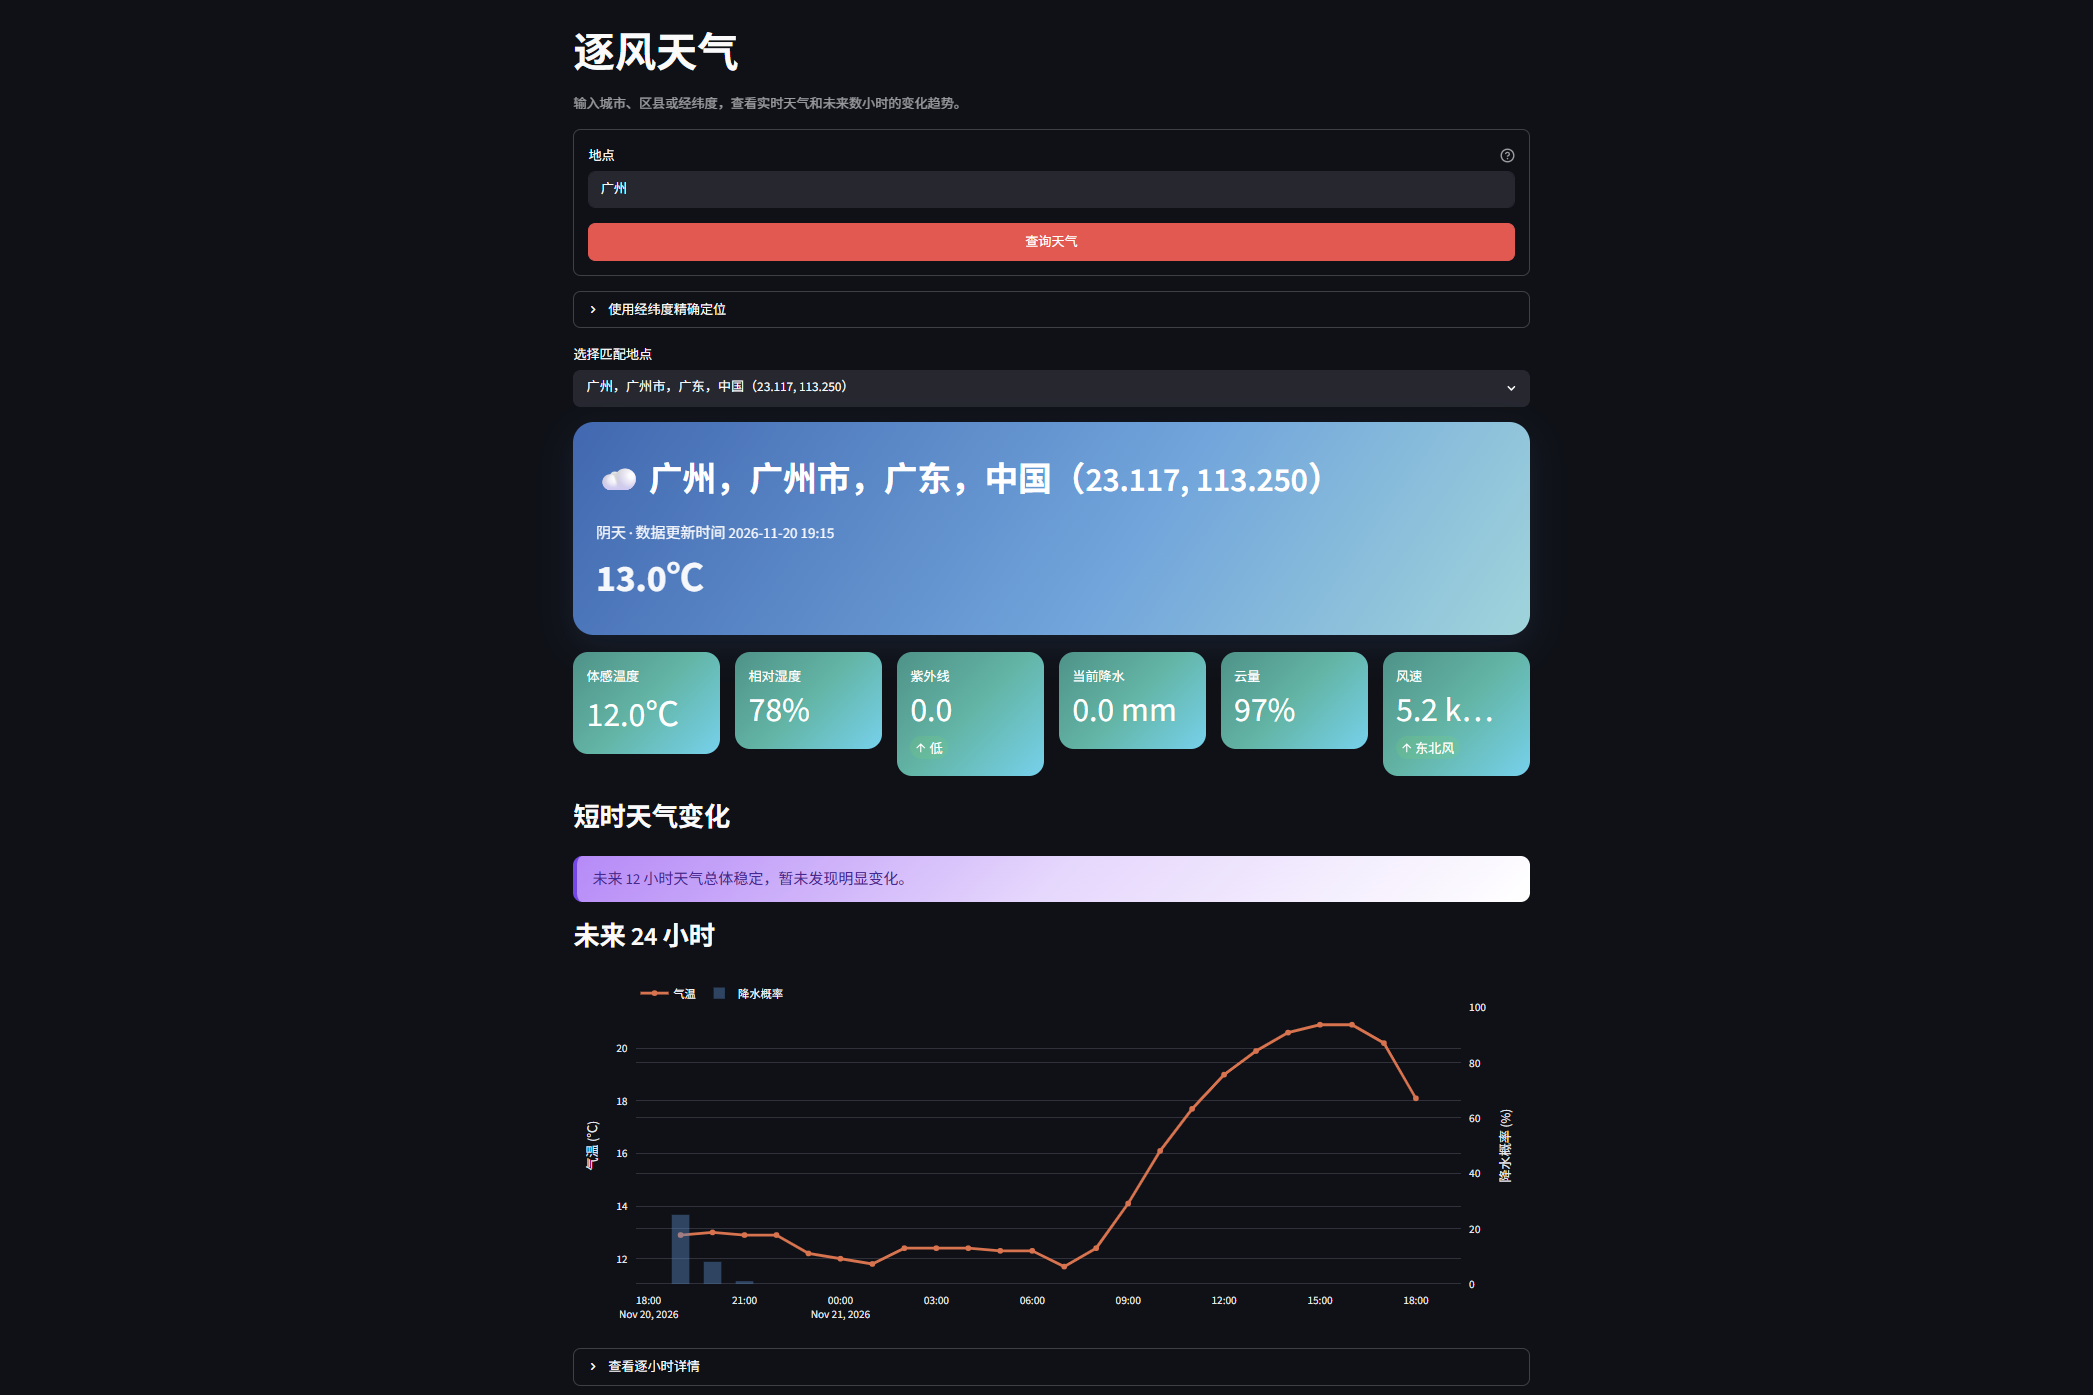 逐风天气
输入城市、区县或经纬度，查看实时天气和未来数小时的变化趋势。
地点
广州
查询天气
使用经纬度精确定位
选择匹配地点
广州，广州市，广东，中国（23.117, 113.250）
广州，广州市，广东，中国（23.117, 113.250）
阴天 · 数据更新时间 2026-11-20 19:15
13.0℃
体感温度
12.0℃
相对湿度
78%
紫外线
0.0
↑ 低
当前降水
0.0 mm
云量
97%
风速
5.2 k…
↑ 东北风
短时天气变化
未来 12 小时天气总体稳定，暂未发现明显变化。
未来 24 小时
气温
降水概率
气温 (℃)
20
18
16
14
12
100
80
60
40
20
0
降水概率 (%)
18:00
Nov 20, 2026
21:00
00:00
Nov 21, 2026
03:00
06:00
09:00
12:00
15:00
18:00
查看逐小时详情